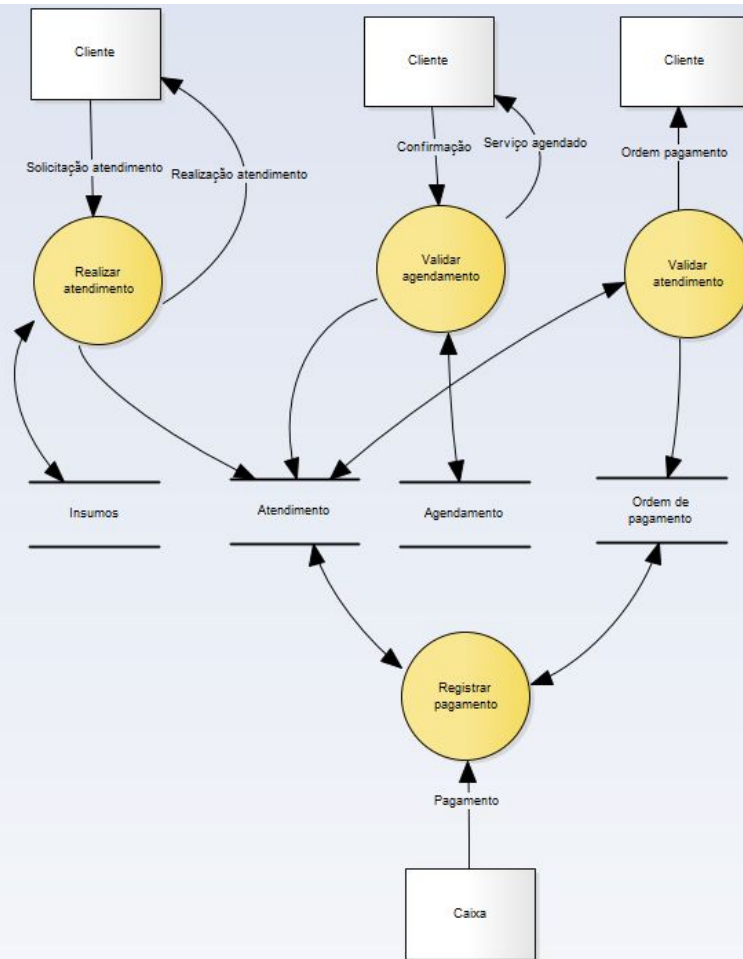 Cliente
Cliente
Cliente
Solicitação atendimento
Realização atendimento
Confirmação
Serviço agendado
Ordem pagamento
Realizar
atendimento
Validar
agendamento
Validar
atendimento
Insumos
Atendimento
Agendamento
Ordem de
pagamento
Registrar
pagamento
Pagamento
Caixa